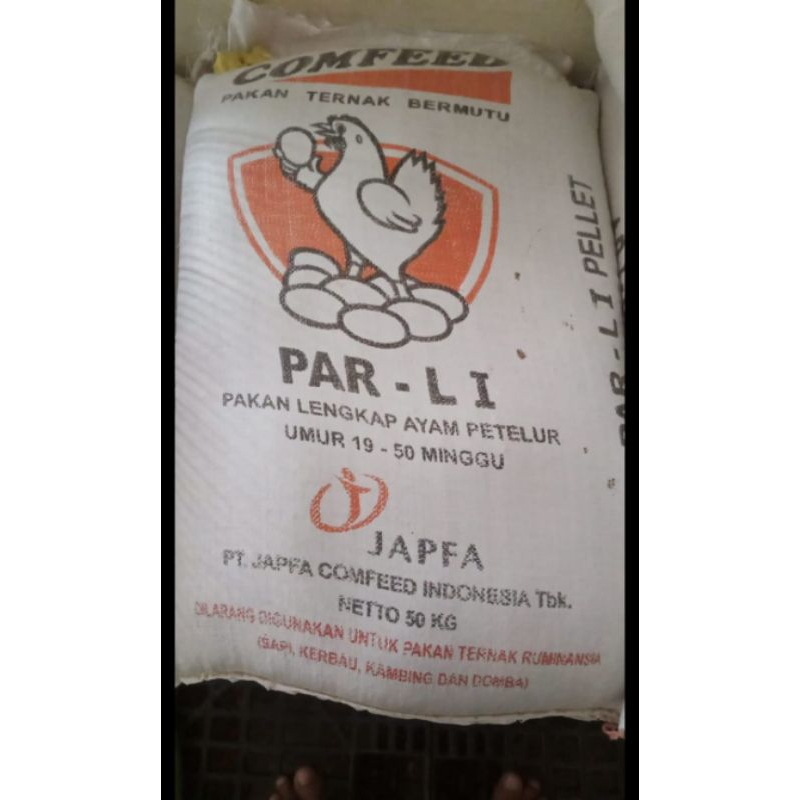 COMFEED
PAKAN TERNAK BERMUTU
PAR - L I
PAKAN LENGKAP AYAM PETELUR
UMUR 19 - 50 MINGGU
JAPFA
PT. JAPFA COMFEED INDONESIA Tbk.
NETTO 50 KG
DILARANG DIGUNAKAN UNTUK PAKAN TERNAK RUMINANSIA
(SAPI, KERBAU, KAMBING DAN DOMBA)
PAR - L I PELLET